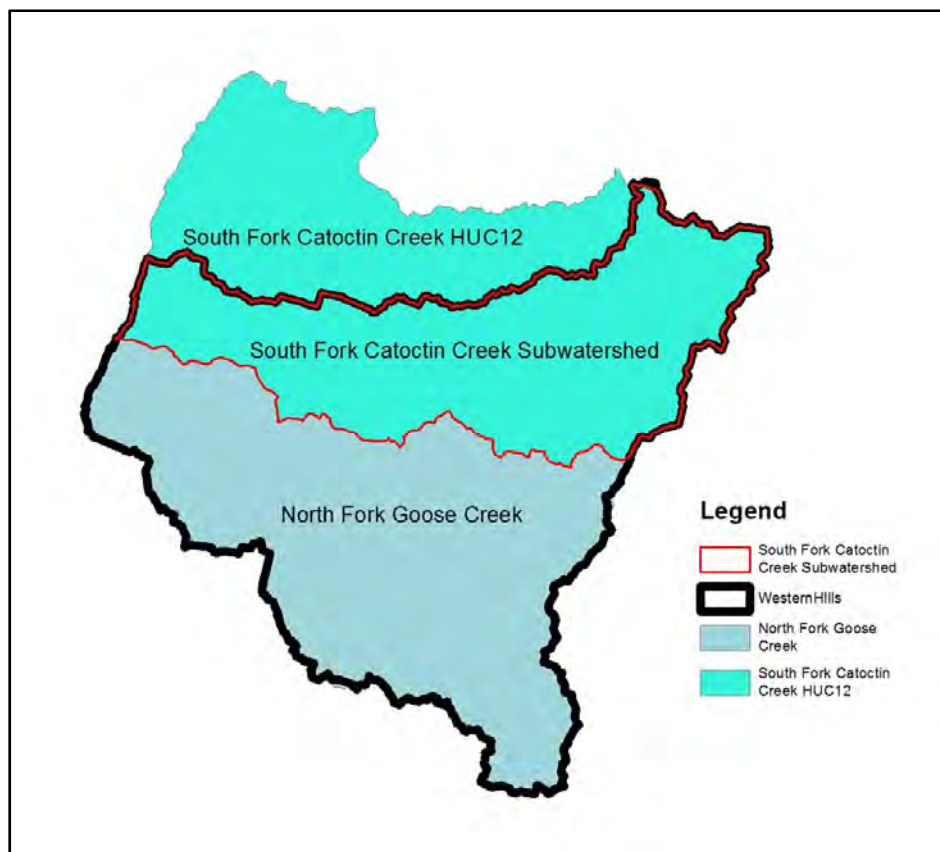 South Fork Catoctin Creek HUC12
South Fork Catoctin Creek Subwatershed
North Fork Goose Creek
Legend
South Fork Catoctin
Creek Subwatershed
WesternHIlls
North Fork Goose
Creek
South Fork Catoctin
Creek HUC12